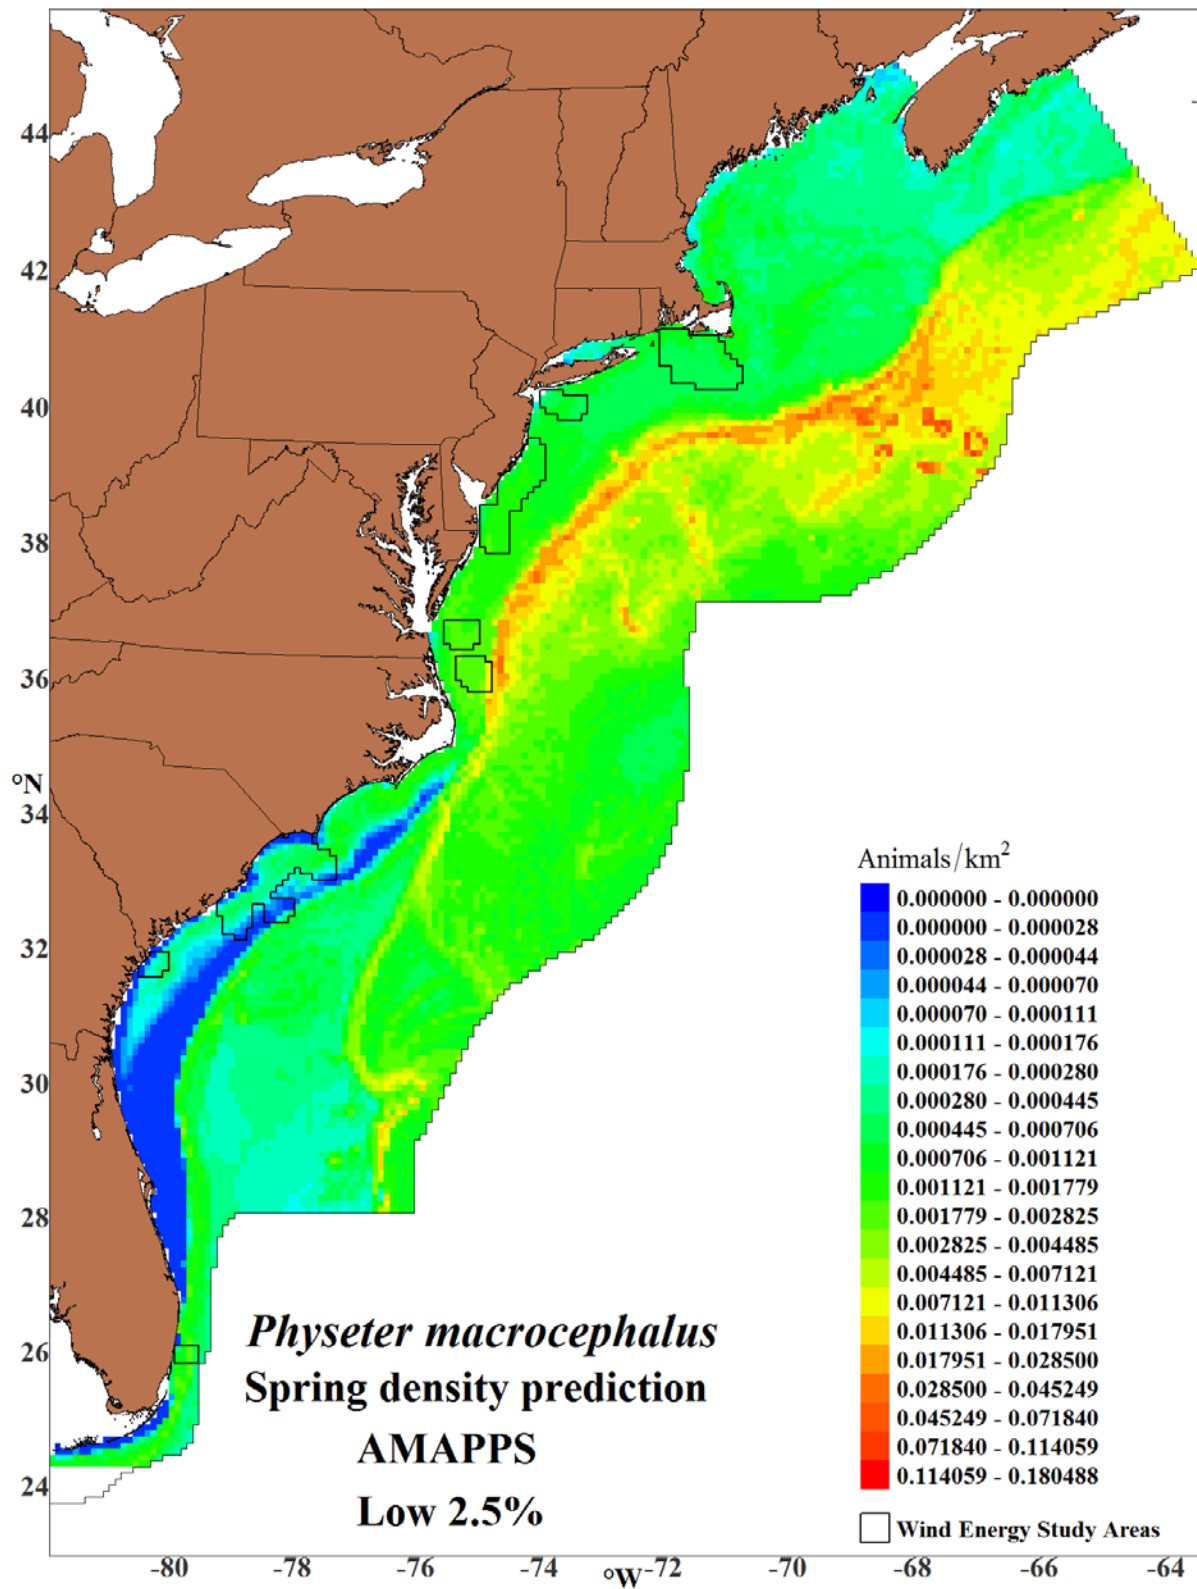 44
42
40
38
36
°N
34
32
30
28
26
24
Animals/km²
0.000000 - 0.000000
0.000000 - 0.000028
0.000028 - 0.000044
0.000044 - 0.000070
0.000070 - 0.000111
0.000111 - 0.000176
0.000176 - 0.000280
0.000280 - 0.000445
0.000445 - 0.000706
0.000706 - 0.001121
0.001121 - 0.001779
0.001779 - 0.002825
0.002825 - 0.004485
0.004485 - 0.007121
0.007121 - 0.011306
0.011306 - 0.017951
0.017951 - 0.028500
0.028500 - 0.045249
0.045249 - 0.071840
0.071840 - 0.114059
0.114059 - 0.180488
Wind Energy Study Areas
Physeter macrocephalus
Spring density prediction
AMAPPS
Low 2.5%
-80 -78 -76 -74 °W -72 -70 -68 -66 -64